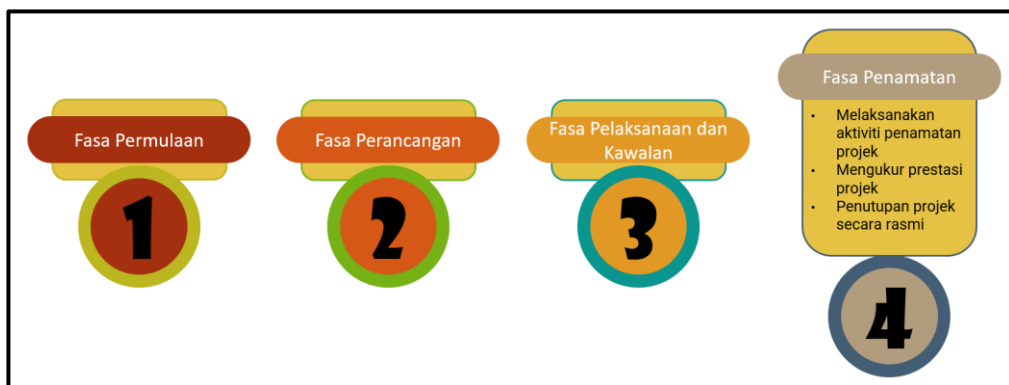 Fasa Permulaan
1
Fasa Perancangan
2
Fasa Pelaksanaan dan
Kawalan
3
Fasa Penamatan
• Melaksanakan
aktiviti penamatan
projek
• Mengukur prestasi
projek
• Penutupan projek
secara rasmi
4